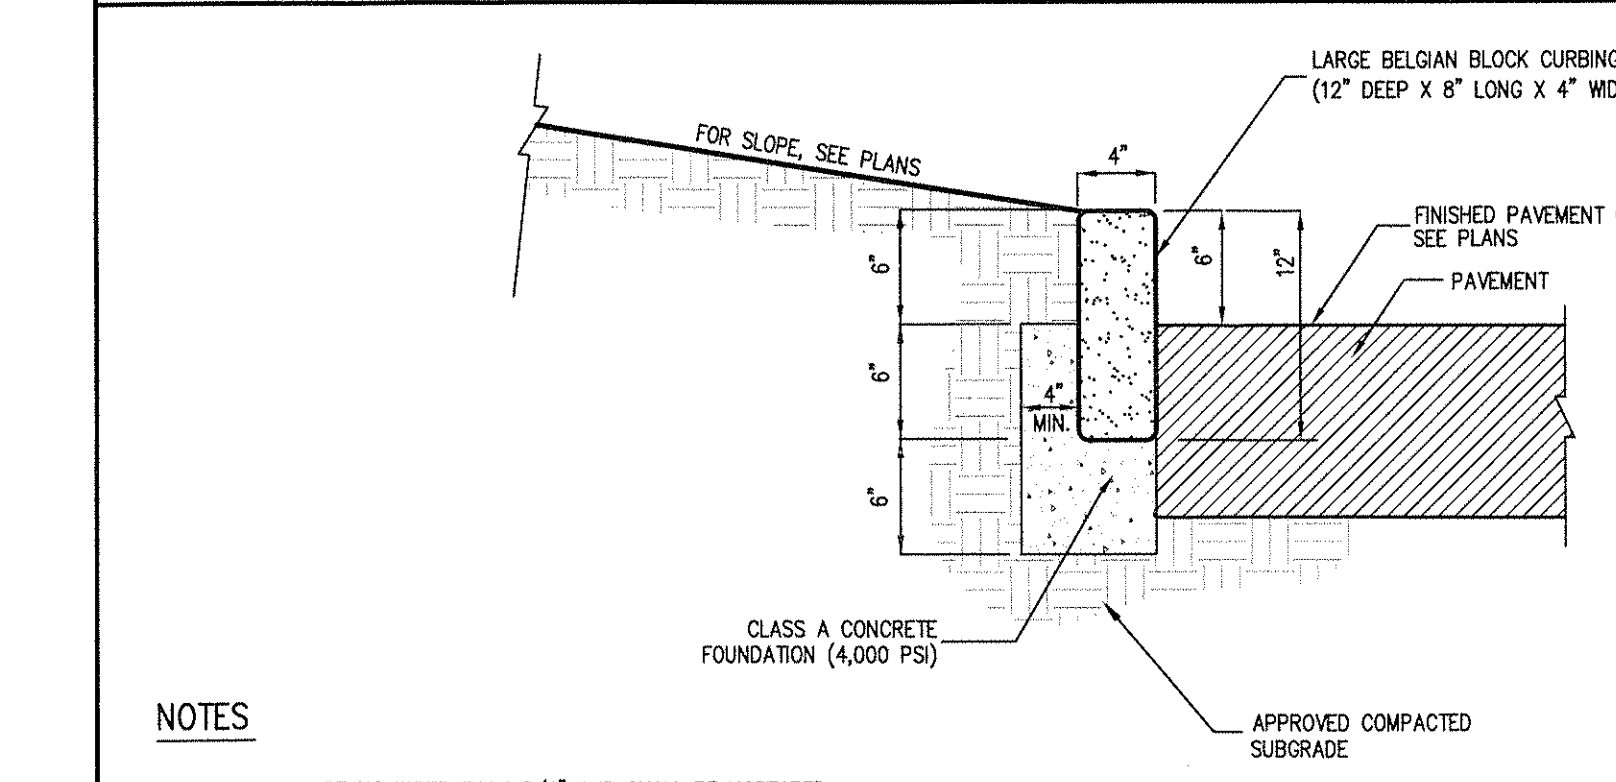 LARGE BELGIAN BLOCK CURBING
(12" DEEP X 8" LONG X 4" WID
FOR SLOPE, SEE PLANS
4"
FINISHED PAVEMENT
SEE PLANS
6"
6"
12"
PAVEMENT
6"
4"
MIN.
6"
CLASS A CONCRETE
FOUNDATION (4,000 PSI)
NOTES
APPROVED COMPACTED
SUBGRADE